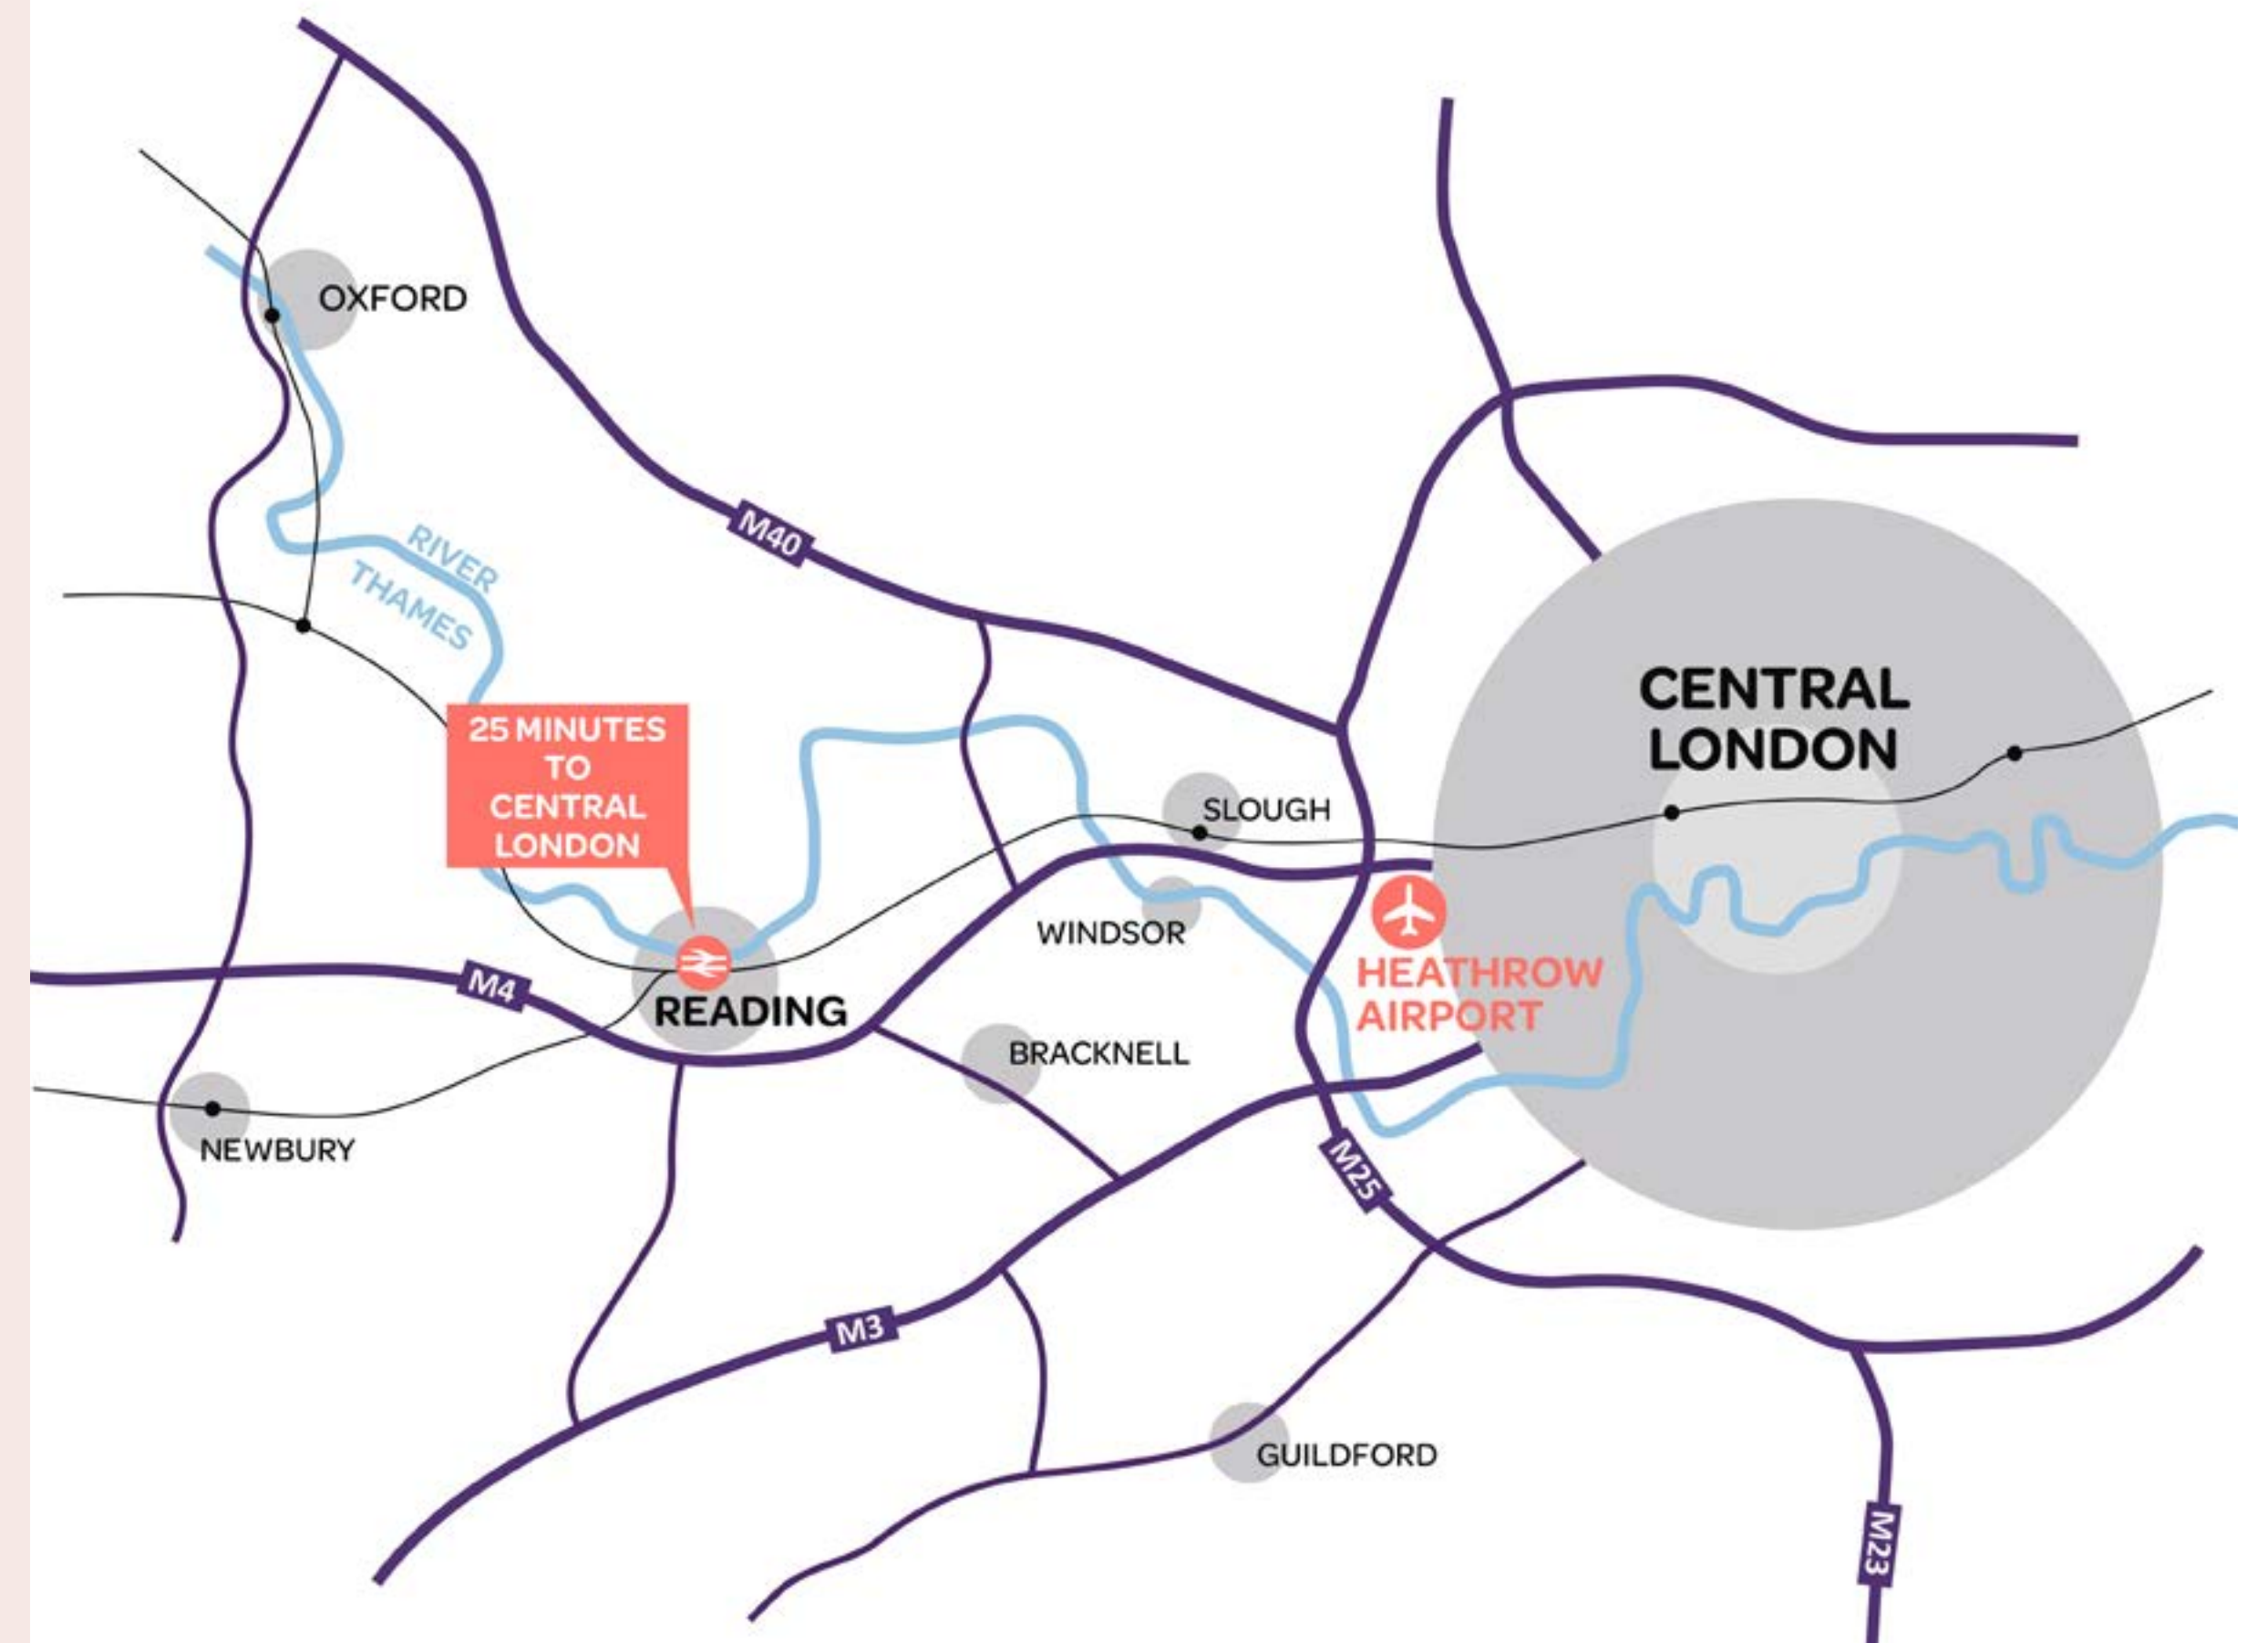 OXFORD
RIVER
THAMES
M40
CENTRAL
LONDON
25 MINUTES
TO
CENTRAL
LONDON
SLOUGH
WINDSOR
HEATHROW
AIRPORT
M4
READING
BRACKNELL
NEWBURY
M25
M3
GUILDFORD
M23